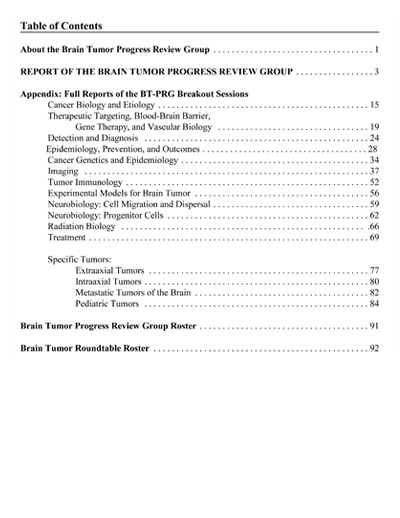 Table of Contents
About the Brain Tumor Progress Review Group . . . . . . . . . . . . . . . . . . . . . . . . . . . . . . . . . . . 1
REPORT OF THE BRAIN TUMOR PROGRESS REVIEW GROUP . . . . . . . . . . . . . . . . . 3
Appendix: Full Reports of the BT-PRG Breakout Sessions
Cancer Biology and Etiology . . . . . . . . . . . . . . . . . . . . . . . . . . . . . . . . . . . . . . . . . . . . . . 15
Therapeutic Targeting, Blood-Brain Barrier,
Gene Therapy, and Vascular Biology . . . . . . . . . . . . . . . . . . . . . . . . . . . . . . . . . 19
Detection and Diagnosis . . . . . . . . . . . . . . . . . . . . . . . . . . . . . . . . . . . . . . . . . . . . . . . . . 24
Epidemiology, Prevention, and Outcomes . . . . . . . . . . . . . . . . . . . . . . . . . . . . . . . . . . . . 28
Cancer Genetics and Epidemiology . . . . . . . . . . . . . . . . . . . . . . . . . . . . . . . . . . . . . . . . . 34
Imaging . . . . . . . . . . . . . . . . . . . . . . . . . . . . . . . . . . . . . . . . . . . . . . . . . . . . . . . . . . . . . . 37
Tumor Immunology . . . . . . . . . . . . . . . . . . . . . . . . . . . . . . . . . . . . . . . . . . . . . . . . . . . . . 52
Experimental Models for Brain Tumor . . . . . . . . . . . . . . . . . . . . . . . . . . . . . . . . . . . . . . 56
Neurobiology: Cell Migration and Dispersal . . . . . . . . . . . . . . . . . . . . . . . . . . . . . . . . . . 59
Neurobiology: Progenitor Cells . . . . . . . . . . . . . . . . . . . . . . . . . . . . . . . . . . . . . . . . . . . . 62
Radiation Biology . . . . . . . . . . . . . . . . . . . . . . . . . . . . . . . . . . . . . . . . . . . . . . . . . . . . . .66
Treatment . . . . . . . . . . . . . . . . . . . . . . . . . . . . . . . . . . . . . . . . . . . . . . . . . . . . . . . . . . . . . 69
Specific Tumors:
Extraaxial Tumors . . . . . . . . . . . . . . . . . . . . . . . . . . . . . . . . . . . . . . . . . . . . . . . . 77
Intraaxial Tumors . . . . . . . . . . . . . . . . . . . . . . . . . . . . . . . . . . . . . . . . . . . . . . . . . 80
Metastatic Tumors of the Brain . . . . . . . . . . . . . . . . . . . . . . . . . . . . . . . . . . . . . . 82
Pediatric Tumors . . . . . . . . . . . . . . . . . . . . . . . . . . . . . . . . . . . . . . . . . . . . . . . . . 84
Brain Tumor Progress Review Group Roster . . . . . . . . . . . . . . . . . . . . . . . . . . . . . . . . . . . . . 91
Brain Tumor Roundtable Roster . . . . . . . . . . . . . . . . . . . . . . . . . . . . . . . . . . . . . . . . . . . . . . . 92